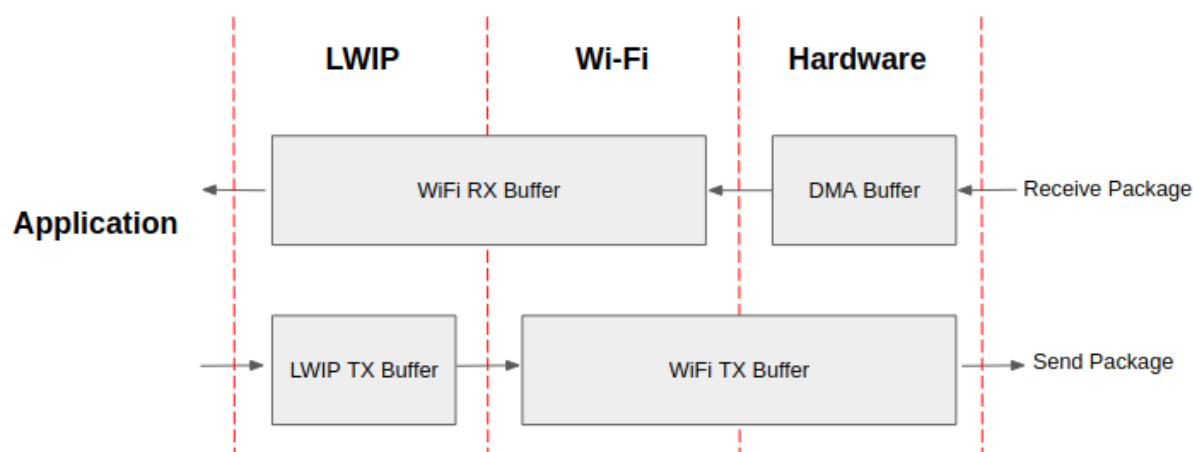 LWIP
Wi-Fi
Hardware
WiFi RX Buffer
DMA Buffer
Receive Package
Application
LWIP TX Buffer
WiFi TX Buffer
Send Package